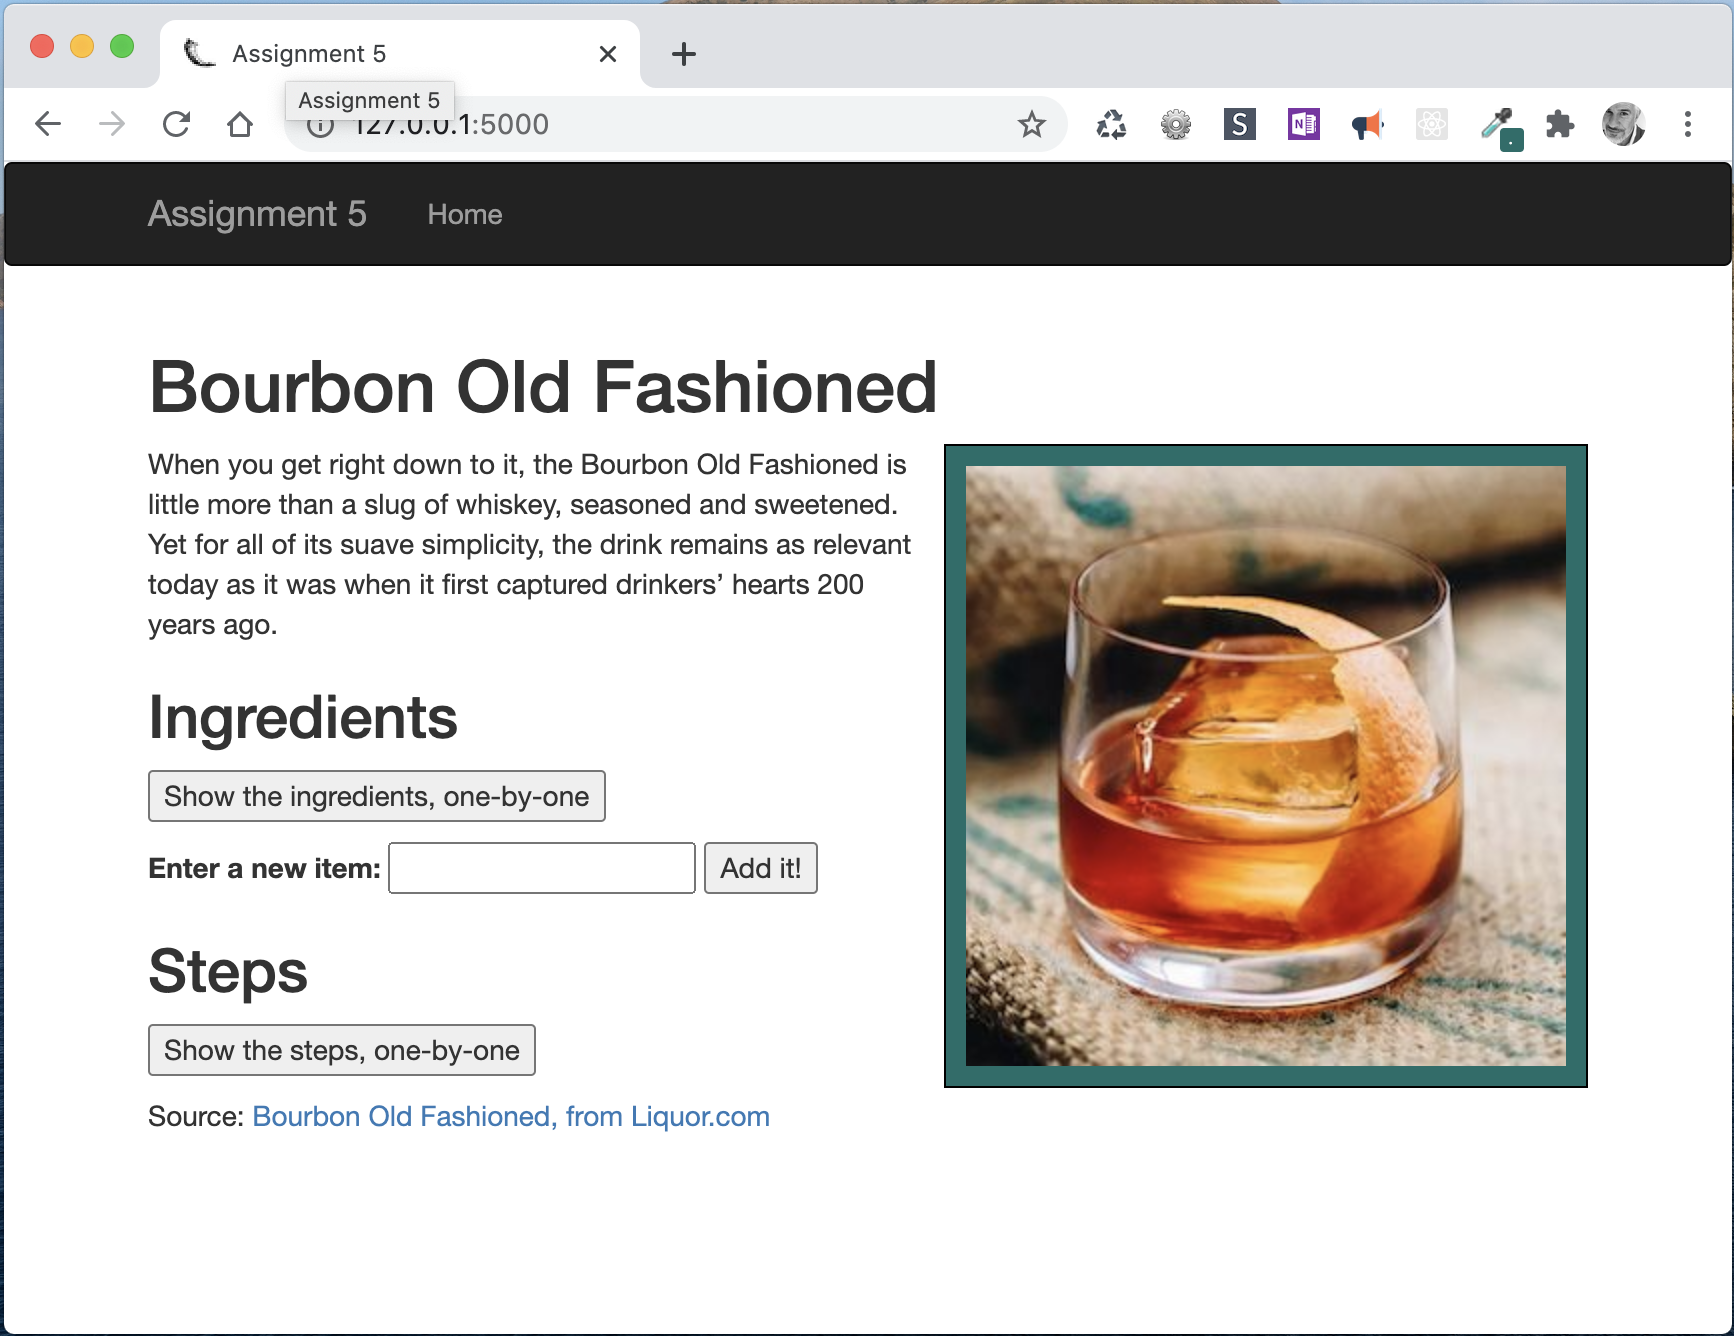 Assignment 5
Assignment 5
127.0.0.1:5000
S
N
Assignment 5 Home
Bourbon Old Fashioned
When you get right down to it, the Bourbon Old Fashioned is
little more than a slug of whiskey, seasoned and sweetened.
Yet for all of its suave simplicity, the drink remains as relevant
today as it was when it first captured drinkers’ hearts 200
years ago.
Ingredients
Show the ingredients, one-by-one
Enter a new item: Add it!
Steps
Show the steps, one-by-one
Source: Bourbon Old Fashioned, from Liquor.com